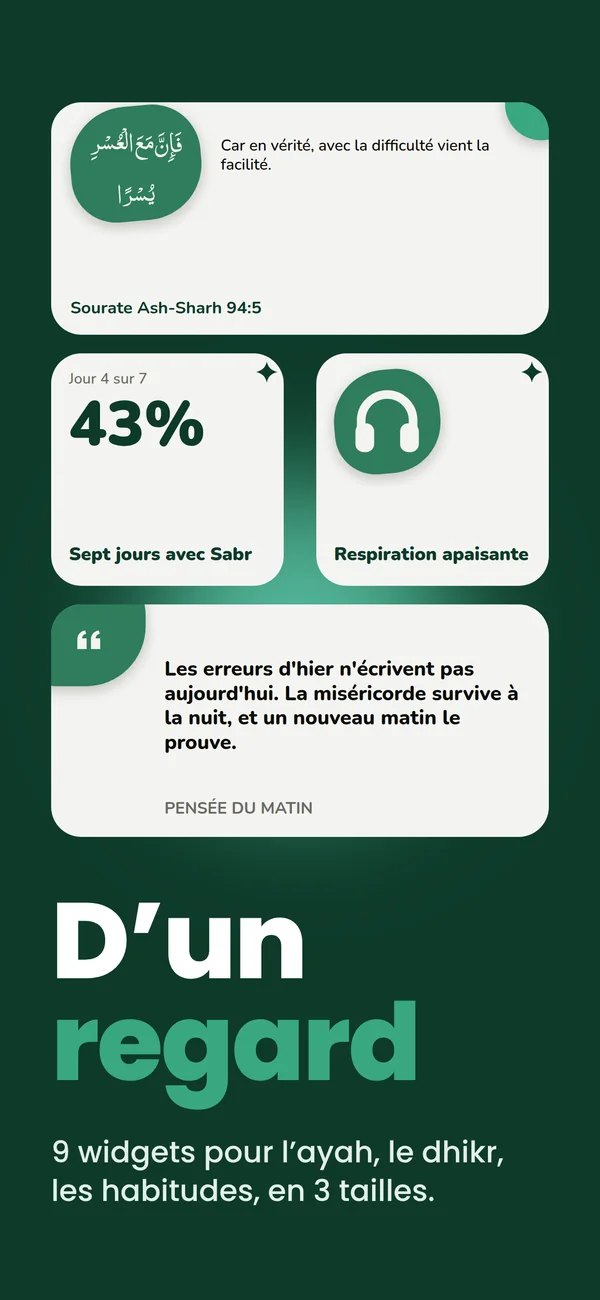 فَإِنَّ مَعَ الْعُسْرِ
يُسْرًا
Car en vérité, avec la difficulté vient la
facilité.
Sourate Ash-Sharh 94:5
Jour 4 sur 7
43%
Sept jours avec Sabr
Respiration apaisante
“
Les erreurs d'hier n'écrivent pas
aujourd'hui. La miséricorde survive à
la nuit, et un nouveau matin le
prouve.
PENSÉE DU MATIN
D’un
regard
9 widgets pour l’ayah, le dhikr,
les habitudes, en 3 tailles.